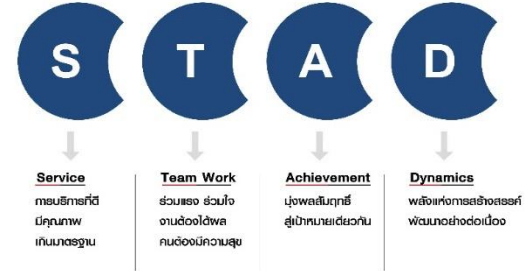 S T A D
Service
การบริการที่ดี
มีคุณภาพ
เกินมาตรฐาน
Team Work
ร่วมแรง ร่วมใจ
งานต้องได้ผล
คนต้องมีความสุข
Achievement
มุ่งผลสัมฤทธิ์
สู่เป้าหมายเดียวกัน
Dynamics
พลังแห่งการสร้างสรรค์
พัฒนาอย่างต่อเนื่อง